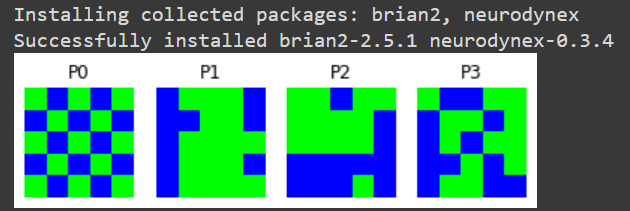 Installing collected packages: brian2, neurodynex
Successfully installed brian2-2.5.1 neurodynex-0.3.4
P0 P1 P2 P3